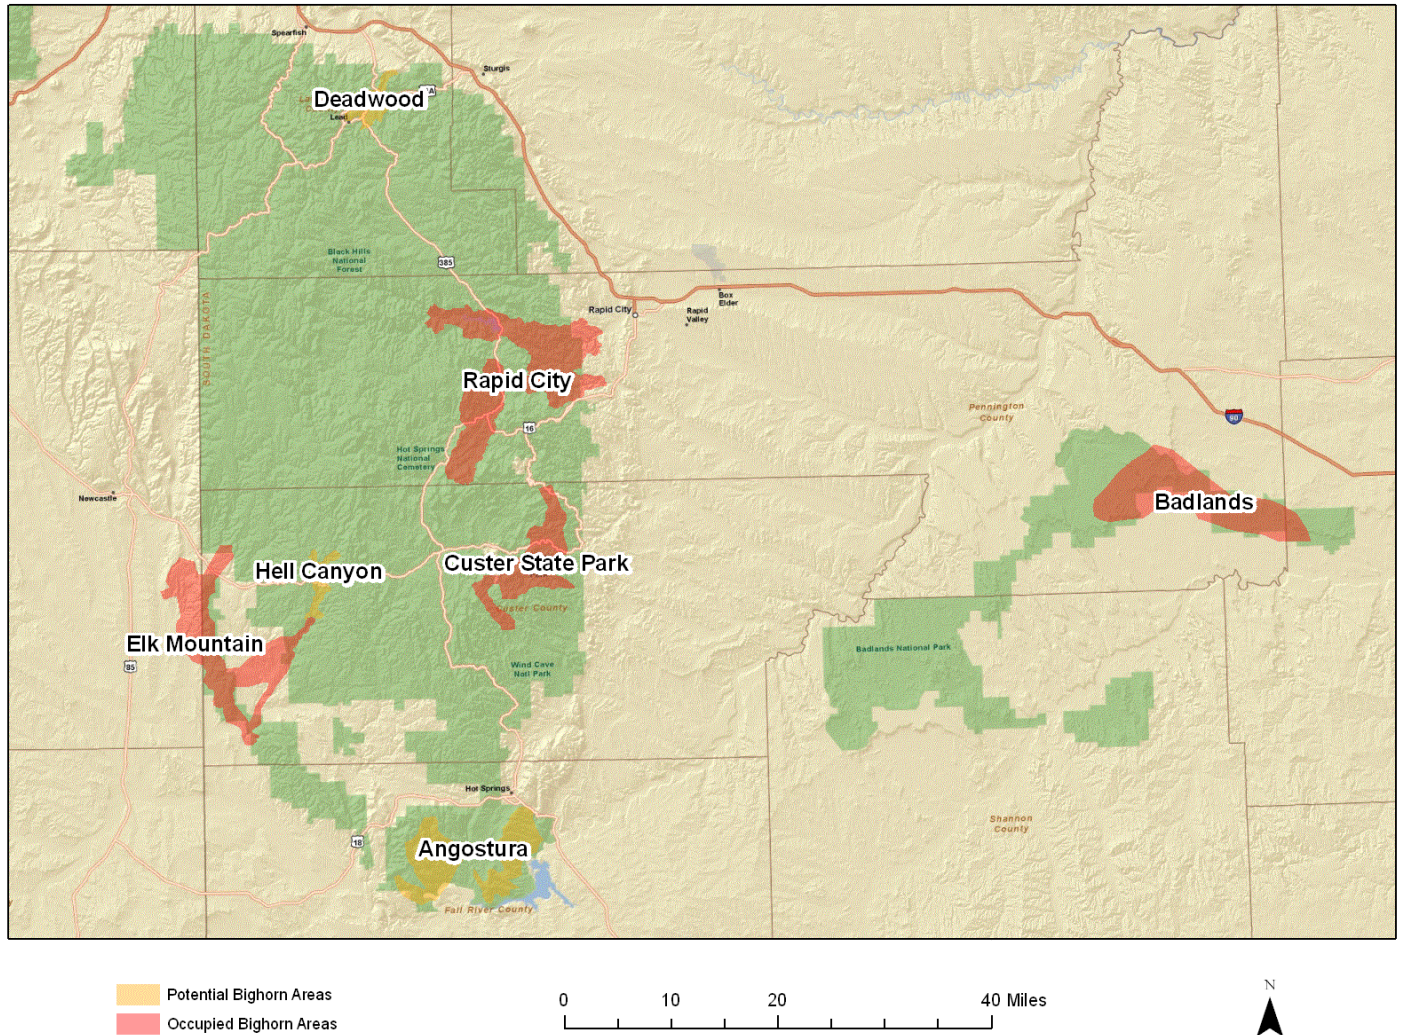 Spearfish
Sturgis
Deadwood
Lead
Black Hills
National
Forest
385
SOUTH DAKOTA
Rapid City
Box
Elder
Rapid
Valley
Rapid City
16
Pennington
County
90
Hot Springs
National
Cemetery
Newcastle
Badlands
Hell Canyon
Custer State Park
Custer County
Elk Mountain
85
Wind Cave
Natl Park
Badlands National Park
Hot Springs
18
Angostura
Shannon
County
Fall River County
Potential Bighorn Areas
Occupied Bighorn Areas
0 10 20 40 Miles
N